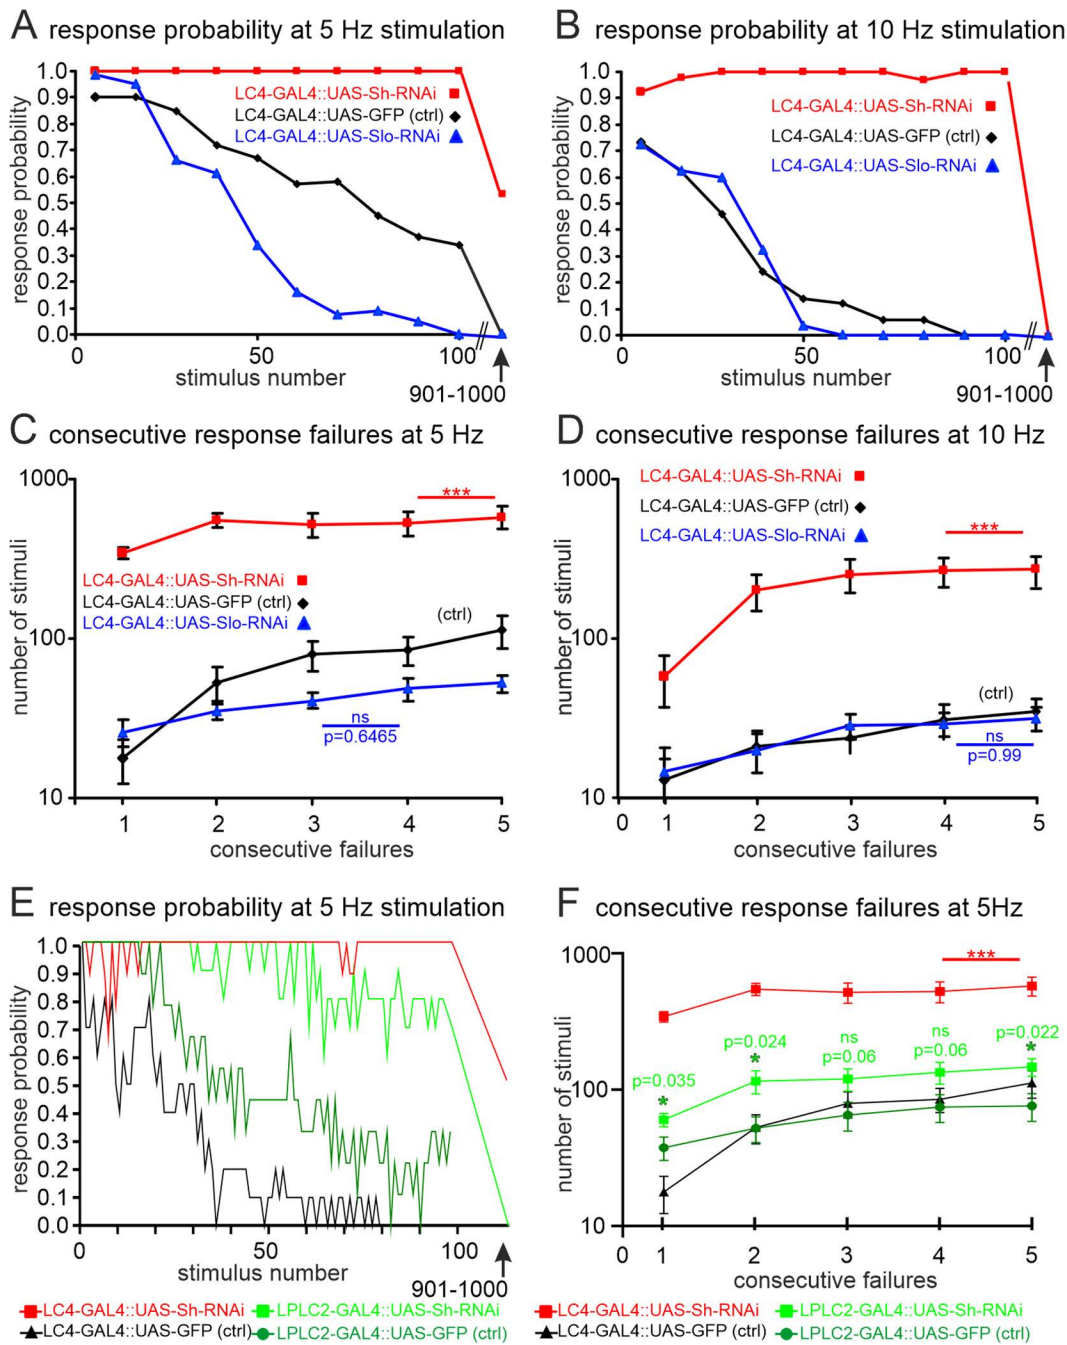 A response probability at 5 Hz stimulation
response probability
1.0
0.9
0.8
0.7
0.6
0.5
0.4
0.3
0.2
0.1
0.0
LC4-GAL4::UAS-Sh-RNAi
LC4-GAL4::UAS-GFP (ctrl)
LC4-GAL4::UAS-Slo-RNAi
0 50 100
stimulus number
901-1000
B response probability at 10 Hz stimulation
response probability
1.0
0.9
0.8
0.7
0.6
0.5
0.4
0.3
0.2
0.1
0.0
LC4-GAL4::UAS-Sh-RNAi
LC4-GAL4::UAS-GFP (ctrl)
LC4-GAL4::UAS-Slo-RNAi
0 50 100
stimulus number
901-1000
C consecutive response failures at 5 Hz
number of stimuli
1000
100
10
***
LC4-GAL4::UAS-Sh-RNAi
LC4-GAL4::UAS-GFP (ctrl)
LC4-GAL4::UAS-Slo-RNAi
(ctrl)
ns
p=0.6465
1 2 3 4 5
consecutive failures
D consecutive response failures at 10 Hz
number of stimuli
1000
100
10
LC4-GAL4::UAS-Sh-RNAi
LC4-GAL4::UAS-GFP (ctrl)
LC4-GAL4::UAS-Slo-RNAi
***
(ctrl)
ns
p=0.99
0 1 2 3 4 5
consecutive failures
E response probability at 5 Hz stimulation
response probability
1.0
0.9
0.8
0.7
0.6
0.5
0.4
0.3
0.2
0.1
0.0
0 50 100
stimulus number
901-1000
LC4-GAL4::UAS-Sh-RNAi LPLC2-GAL4::UAS-Sh-RNAi
LC4-GAL4::UAS-GFP (ctrl) LPLC2-GAL4::UAS-GFP (ctrl)
F consecutive response failures at 5Hz
number of stimuli
1000
100
10
***
p=0.035
*
p=0.024
*
ns
p=0.06
ns
p=0.06
p=0.022
*
0 1 2 3 4 5
consecutive failures
LC4-GAL4::UAS-Sh-RNAi LPLC2-GAL4::UAS-Sh-RNAi
LC4-GAL4::UAS-GFP (ctrl) LPLC2-GAL4::UAS-GFP (ctrl)